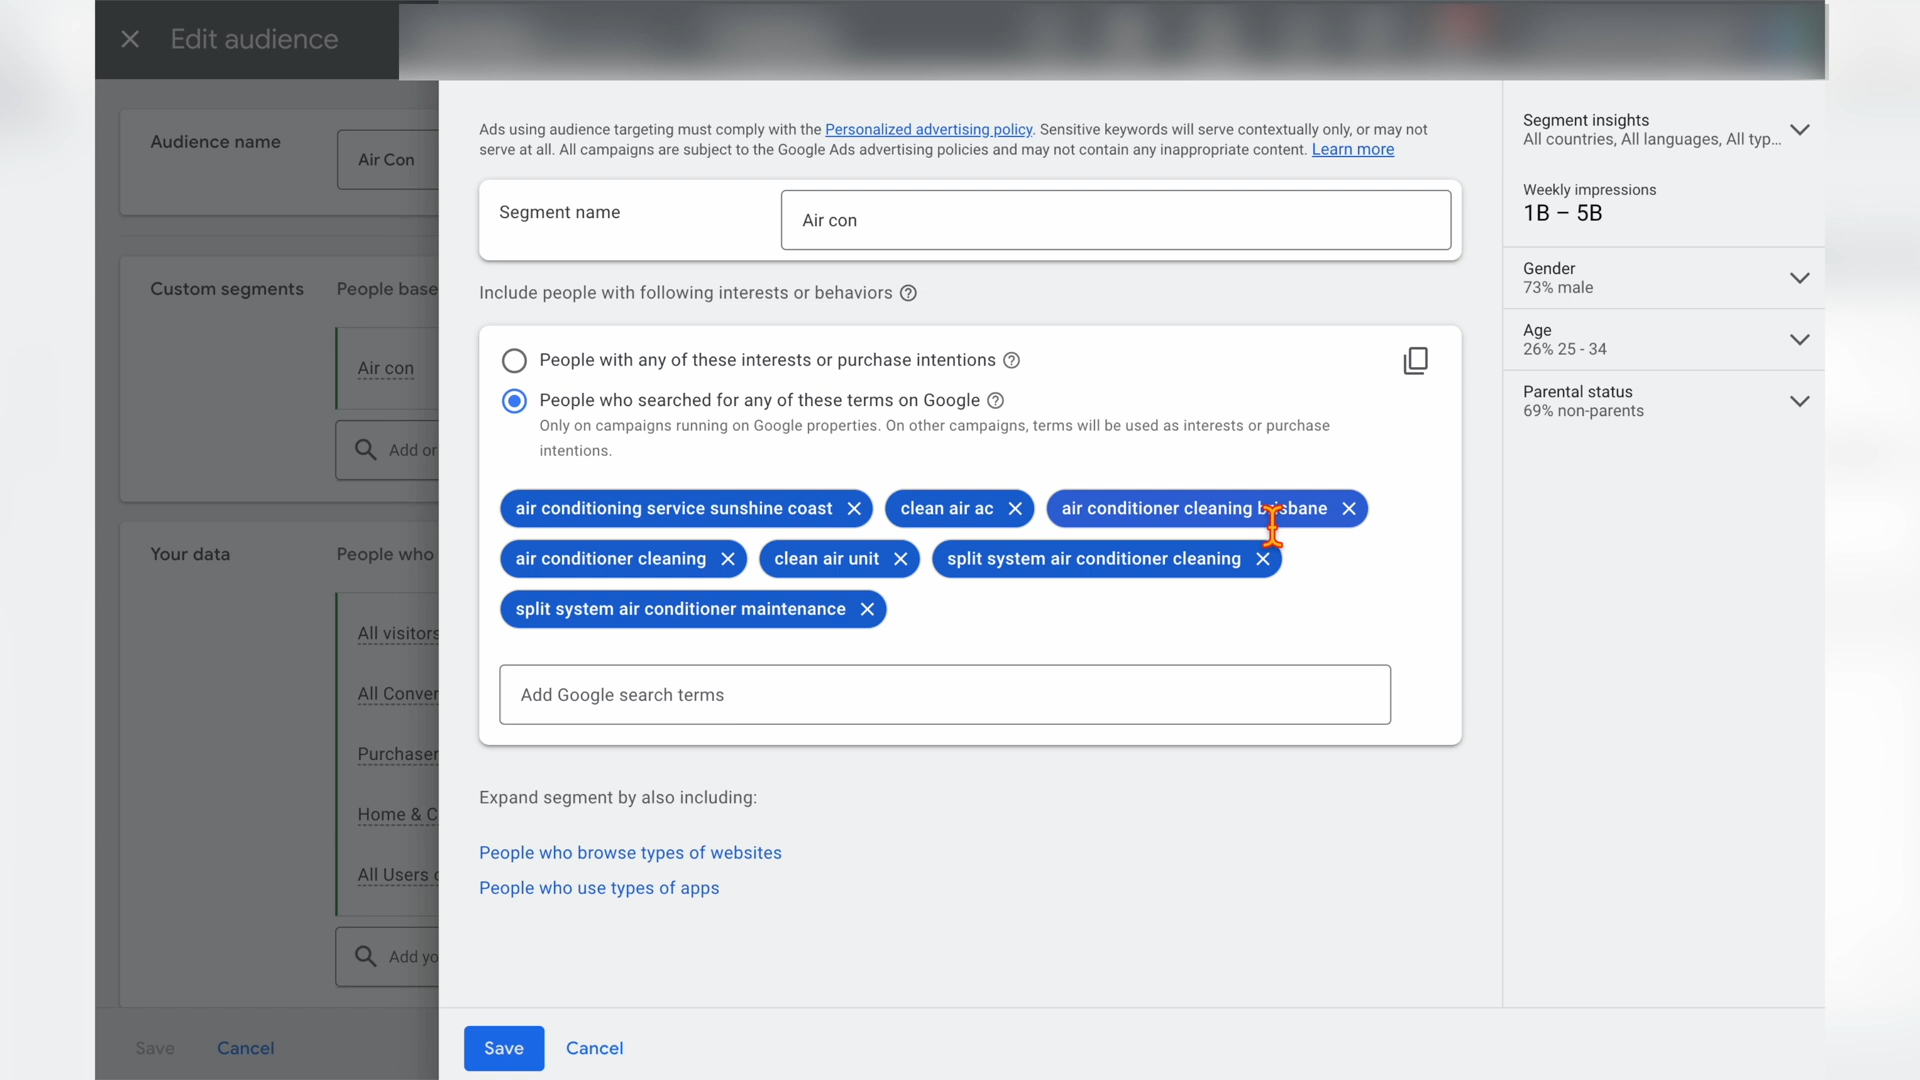 Edit audience
Audience name
Air Con
Custom segments
People base
Air con
Add or
Your data
People who
All visitors
All Conver
Purchaser
Home & C
All Users
Add yo
Save
Cancel
Ads using audience targeting must comply with the Personalized advertising policy. Sensitive keywords will serve contextually only, or may not
serve at all. All campaigns are subject to the Google Ads advertising policies and may not contain any inappropriate content. Learn more
Segment name
Air con
Include people with following interests or behaviors
People with any of these interests or purchase intentions
People who searched for any of these terms on Google
Only on campaigns running on Google properties. On other campaigns, terms will be used as interests or purchase
intentions.
air conditioning service sunshine coast
clean air ac
air conditioner cleaning brisbane
air conditioner cleaning
clean air unit
split system air conditioner cleaning
split system air conditioner maintenance
Add Google search terms
Expand segment by also including:
People who browse types of websites
People who use types of apps
Save
Cancel
Segment insights
All countries, All languages, All typ...
Weekly impressions
1B – 5B
Gender
73% male
Age
26% 25 - 34
Parental status
69% non-parents